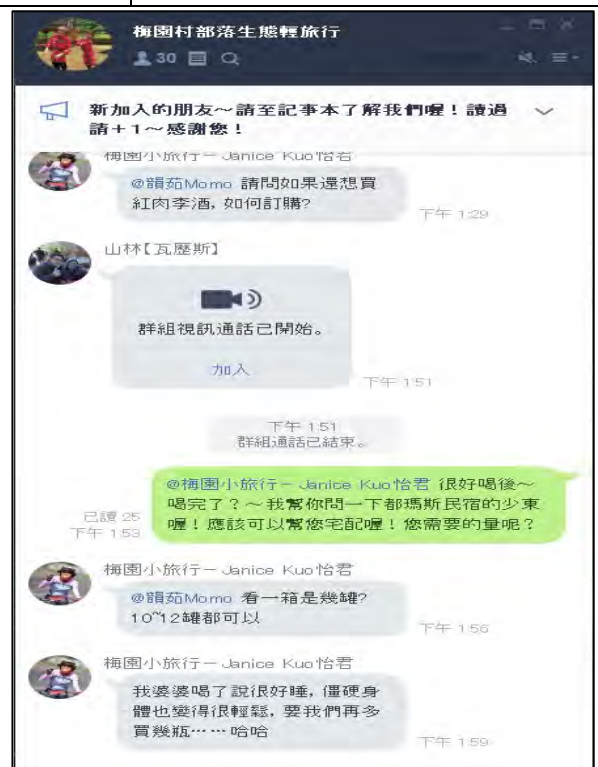 梅園村部落生態輕旅行
30
新加入的朋友~請至記事本了解我們喔!讀過
請+1~感謝您!
梅園小旅行- Janice Kuo怡君
@韻茹Momo 請問如果還想買
紅肉李酒, 如何訂購?
下午 1:29
山林【瓦歷斯】
群組視訊通話已開始。
加入
下午 1:51
下午 1:51
群組通話已結束。
@梅園小旅行- Janice Kuo怡君 很好喝後~
喝完了?~我幫你問一下都瑪斯民宿的少東
喔!應該可以幫您宅配喔!您需要的量呢?
已讀 25
下午 1:53
梅園小旅行- Janice Kuo怡君
@韻茹Momo 看一箱是幾罐?
10~12罐都可以
下午 1:56
梅園小旅行- Janice Kuo怡君
我婆婆喝了說很好睡, 僵硬身
體也變得很輕鬆, 要我們再多
買幾瓶……哈哈
下午 1:59